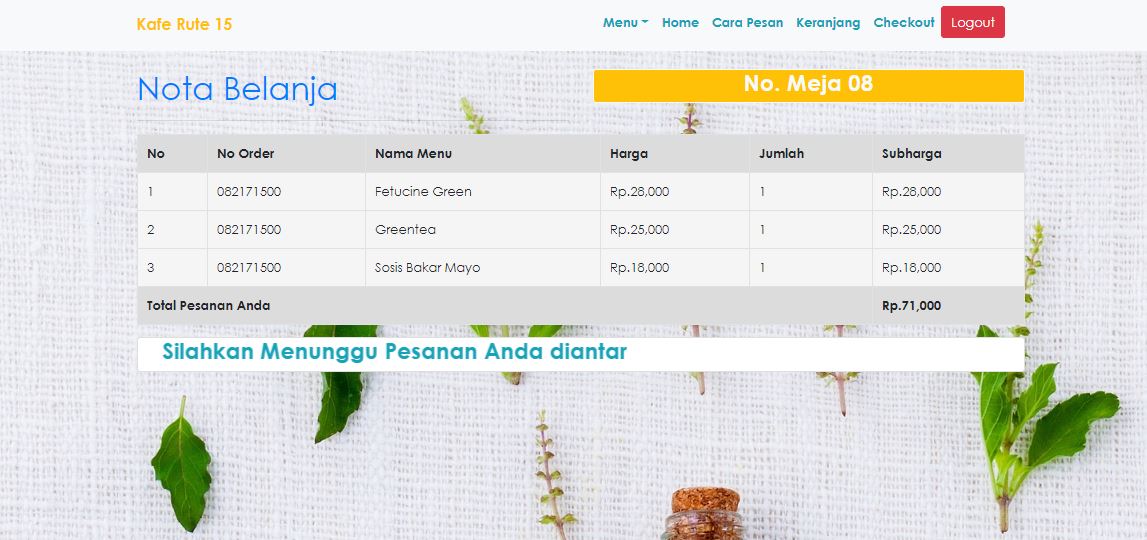 Kafe Rute 15 Menu Home Cara Pesan Keranjang Checkout Logout
Nota Belanja
No. Meja 08
No No Order Nama Menu Harga Jumlah Subharga
1 082171500 Fetucine Green Rp.28,000 1 Rp.28,000
2 082171500 Greentea Rp.25,000 1 Rp.25,000
3 082171500 Sosis Bakar Mayo Rp.18,000 1 Rp.18,000
Total Pesanan Anda Rp.71,000
Silahkan Menunggu Pesanan Anda diantar